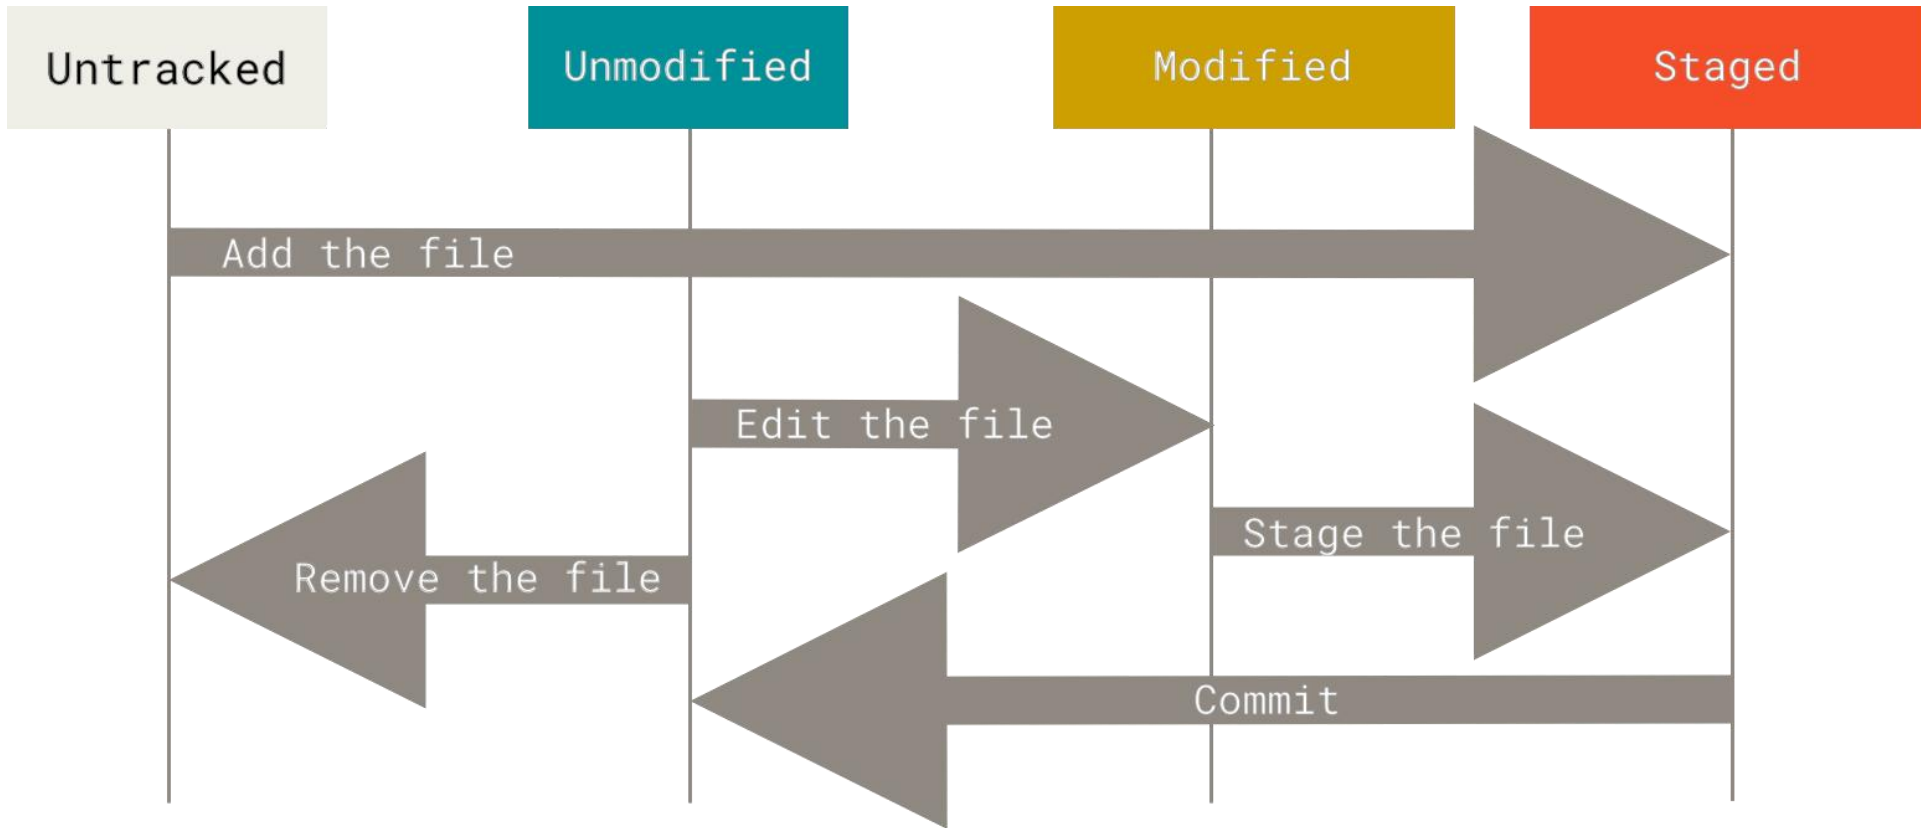 Untracked
Unmodified
Modified
Staged
Add the file
Edit the file
Stage the file
Remove the file
Commit